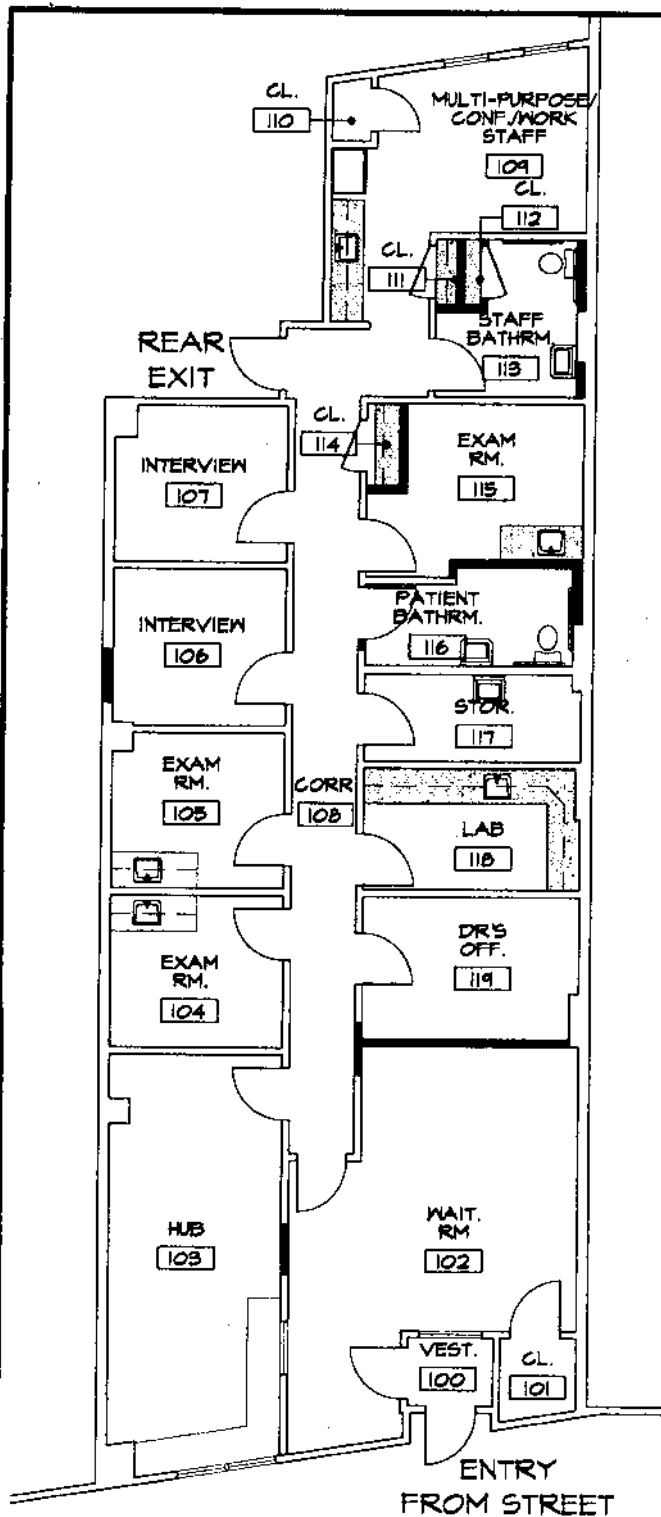 CL.
110
MULTI-PURPOSE/
CONF./WORK
STAFF
109
CL.
112
CL.
111
STAFF
BATHRM.
113
REAR
EXIT
CL.
114
EXAM
RM.
115
INTERVIEW
107
PATIENT
BATHRM.
116
INTERVIEW
106
STOR.
117
EXAM
RM.
105
CORR
108
LAB
118
EXAM
RM.
104
DR'S
OFF.
119
HUB
103
WAIT.
RM
102
VEST.
100
CL.
101
ENTRY
FROM STREET